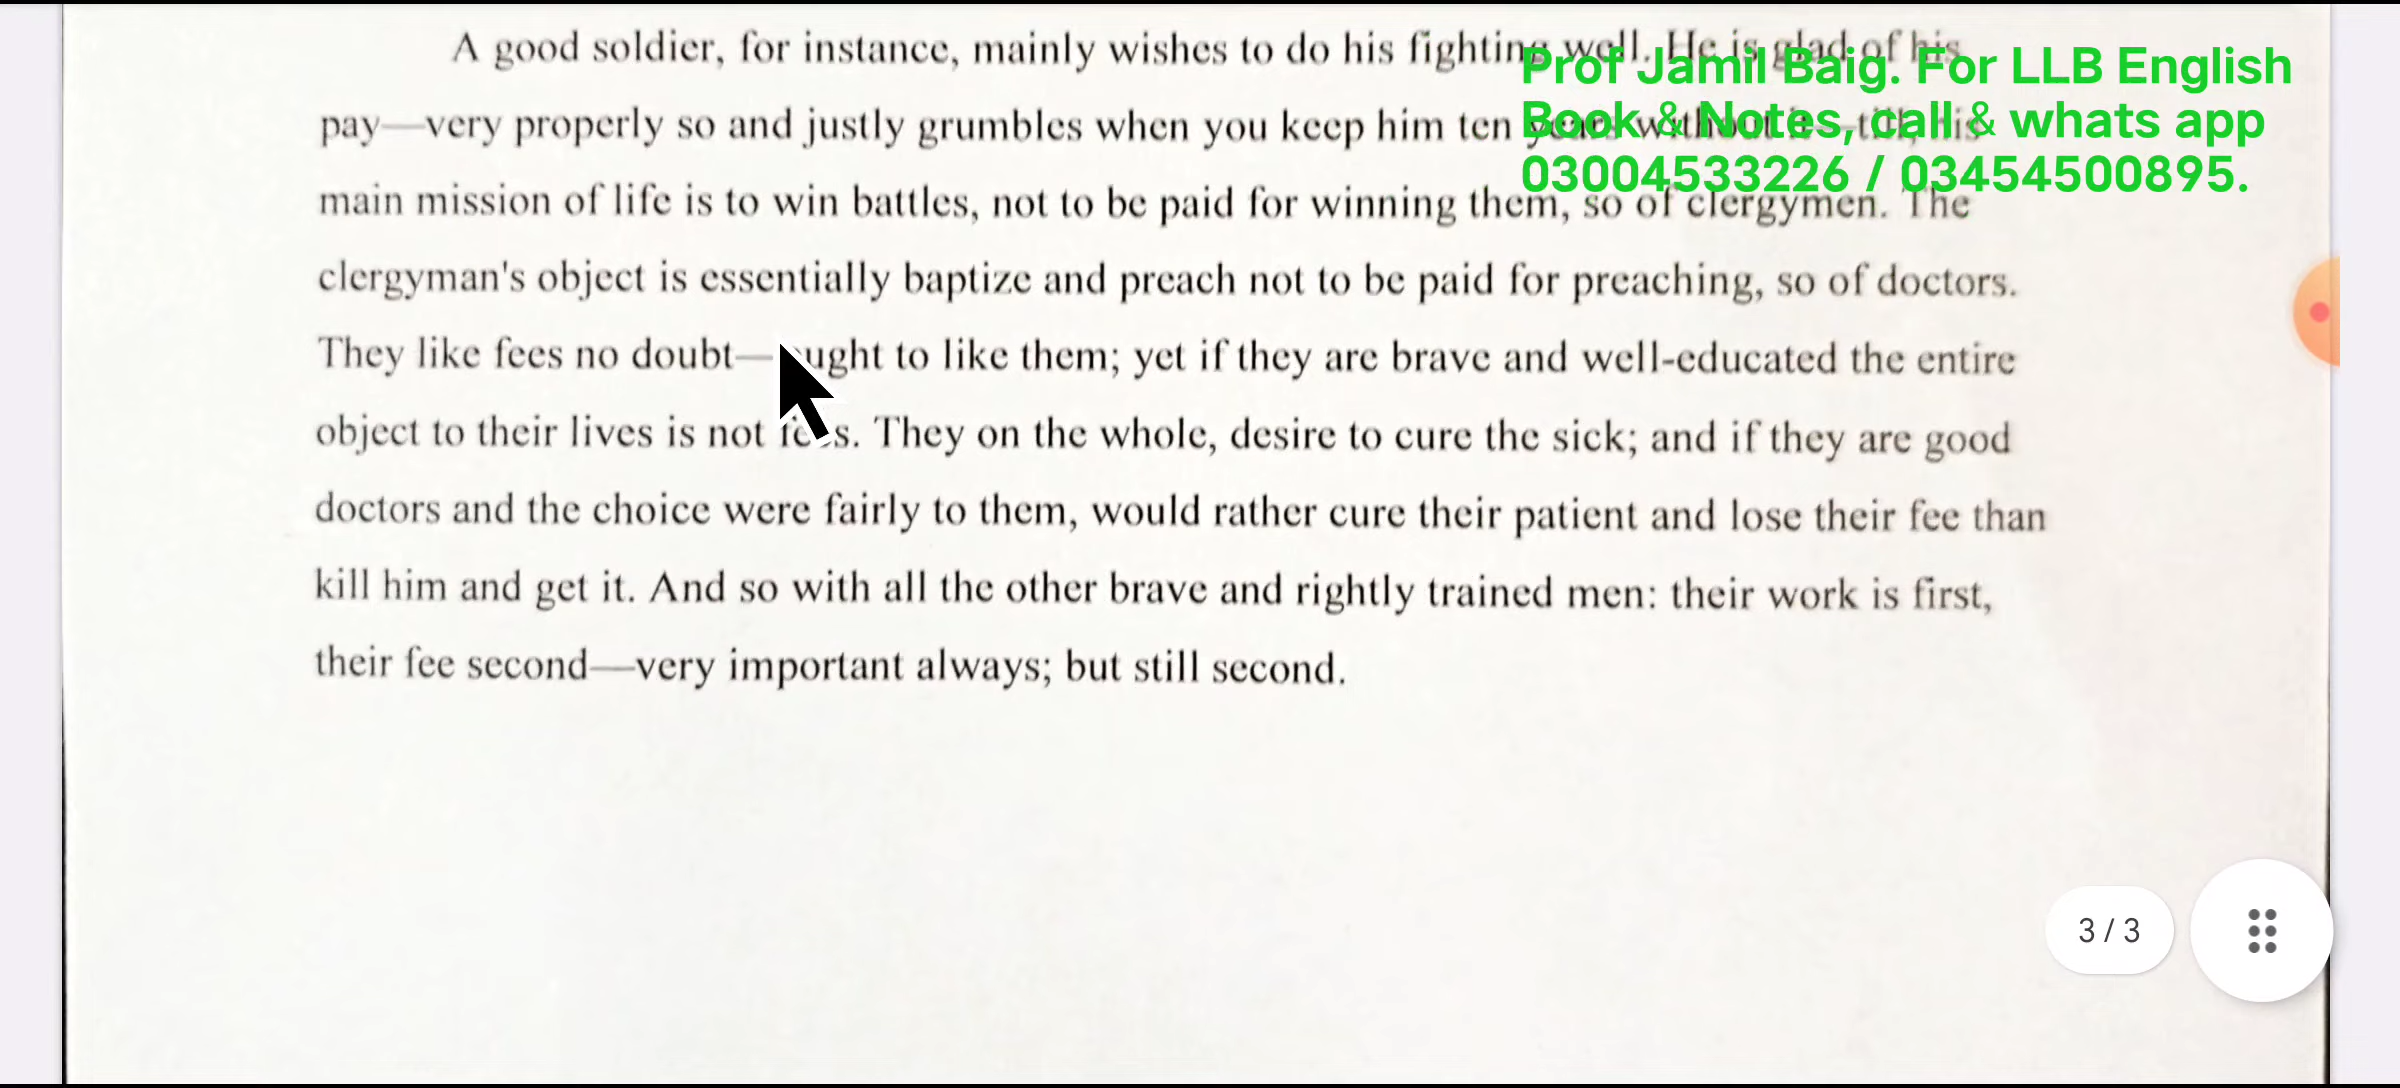 A good soldier, for instance, mainly wishes to do his fighting well. He is glad of his
Prof Jamil Baig. For LLB English
pay—very properly so and justly grumbles when you keep him ten
Book & Notes, call & whats app
03004533226 / 03454500895.
main mission of life is to win battles, not to be paid for winning them, so of clergymen. The
clergyman's object is essentially baptize and preach not to be paid for preaching, so of doctors.
They like fees no doubt—ought to like them; yet if they are brave and well-educated the entire
object to their lives is not fees. They on the whole, desire to cure the sick; and if they are good
doctors and the choice were fairly to them, would rather cure their patient and lose their fee than
kill him and get it. And so with all the other brave and rightly trained men: their work is first,
their fee second—very important always; but still second.
3 / 3